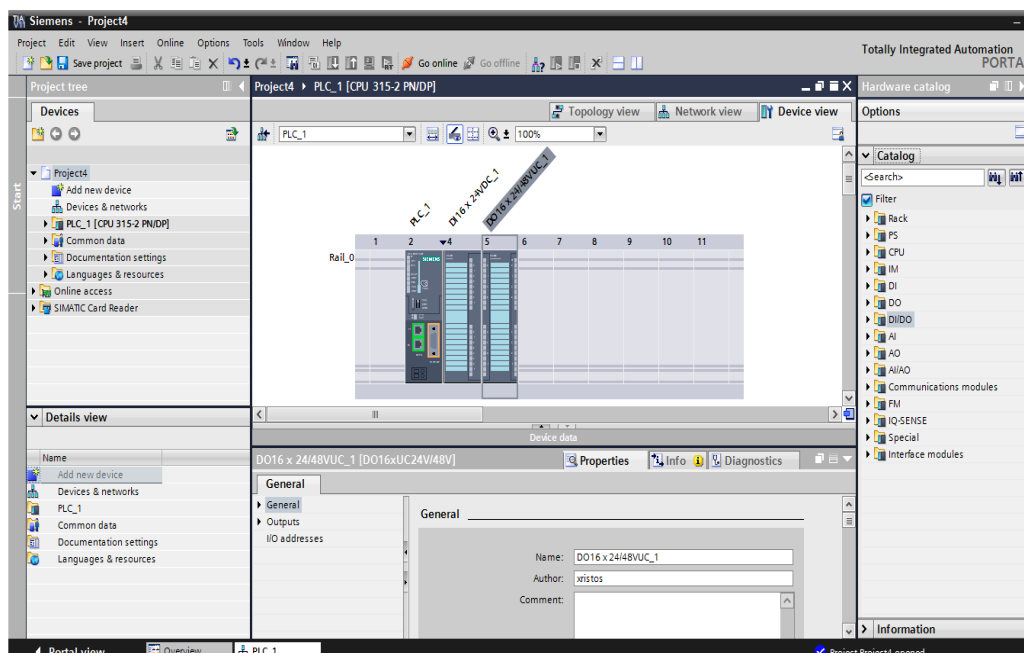 Siemens - Project4
Project Edit View Insert Online Options Tools Window Help
Totally Integrated Automation
PORTA
Save project Go online Go offline
Project tree
Project4 PLC_1 [CPU 315-2 PN/DP]
Hardware catalog
Devices
Topology view Network view Device view
Options
PLC_1 100%
Catalog
<Search>
Filter
Start
Project4
Add new device
Devices & networks
PLC_1 [CPU 315-2 PN/DP]
Common data
Documentation settings
Languages & resources
Online access
SIMATIC Card Reader
PLC_1
DI16 x 24VDC_1
DO16 x 24/48VUC_1
1 2 4 5 6 7 8 9 10 11
Rail_0
SIEMENS
Rack
PS
CPU
IM
DI
DO
DI/DO
AI
AO
AI/AO
Communications modules
FM
IQ-SENSE
Special
Interface modules
Details view
Name
Add new device
Devices & networks
PLC_1
Common data
Documentation settings
Languages & resources
Device data
DO16 x 24/48VUC_1 [DO16xUC24V/48V]
Properties Info Diagnostics
General
General
Outputs
I/O addresses
General
Name: DO16 x 24/48VUC_1
Author: xristos
Comment:
Information
Portal view Overview PLC_1
Project Project4 opened